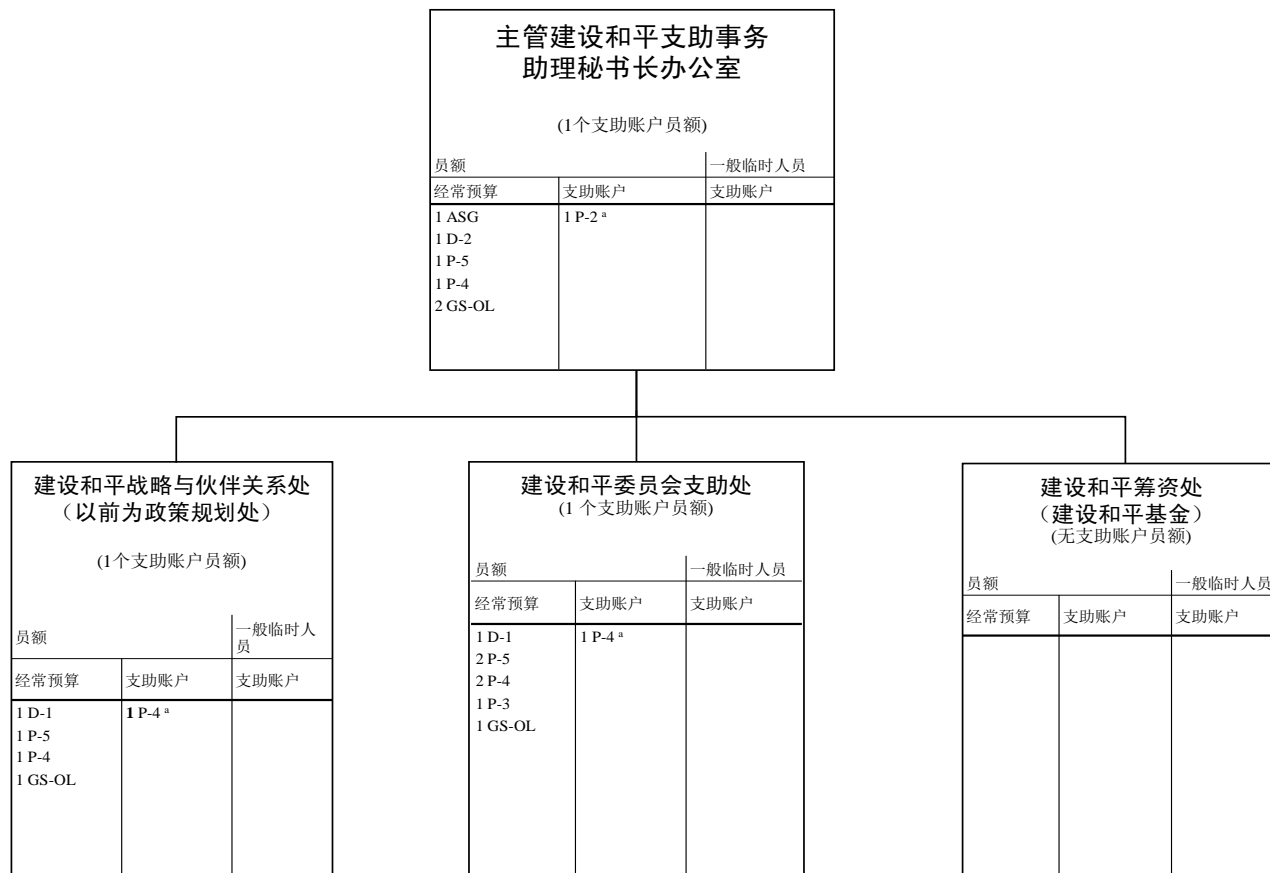 主管建设和平支助事务
助理秘书长办公室
(1个支助账户员额)
员额 一般临时人员
经常预算 支助账户 支助账户
1 ASG 1 P-2 ª
1 D-2
1 P-5
1 P-4
2 GS-OL
建设和平战略与伙伴关系处
（以前为政策规划处）
(1个支助账户员额)
员额 一般临时人
员
经常预算 支助账户 支助账户
1 D-1 1 P-4 ª
1 P-5
1 P-4
1 GS-OL
建设和平委员会支助处
(1 个支助账户员额)
员额 一般临时人员
经常预算 支助账户 支助账户
1 D-1 1 P-4 ª
2 P-5
2 P-4
1 P-3
1 GS-OL
建设和平筹资处
（建设和平基金）
(无支助账户员额)
员额 一般临时人员
经常预算 支助账户 支助账户